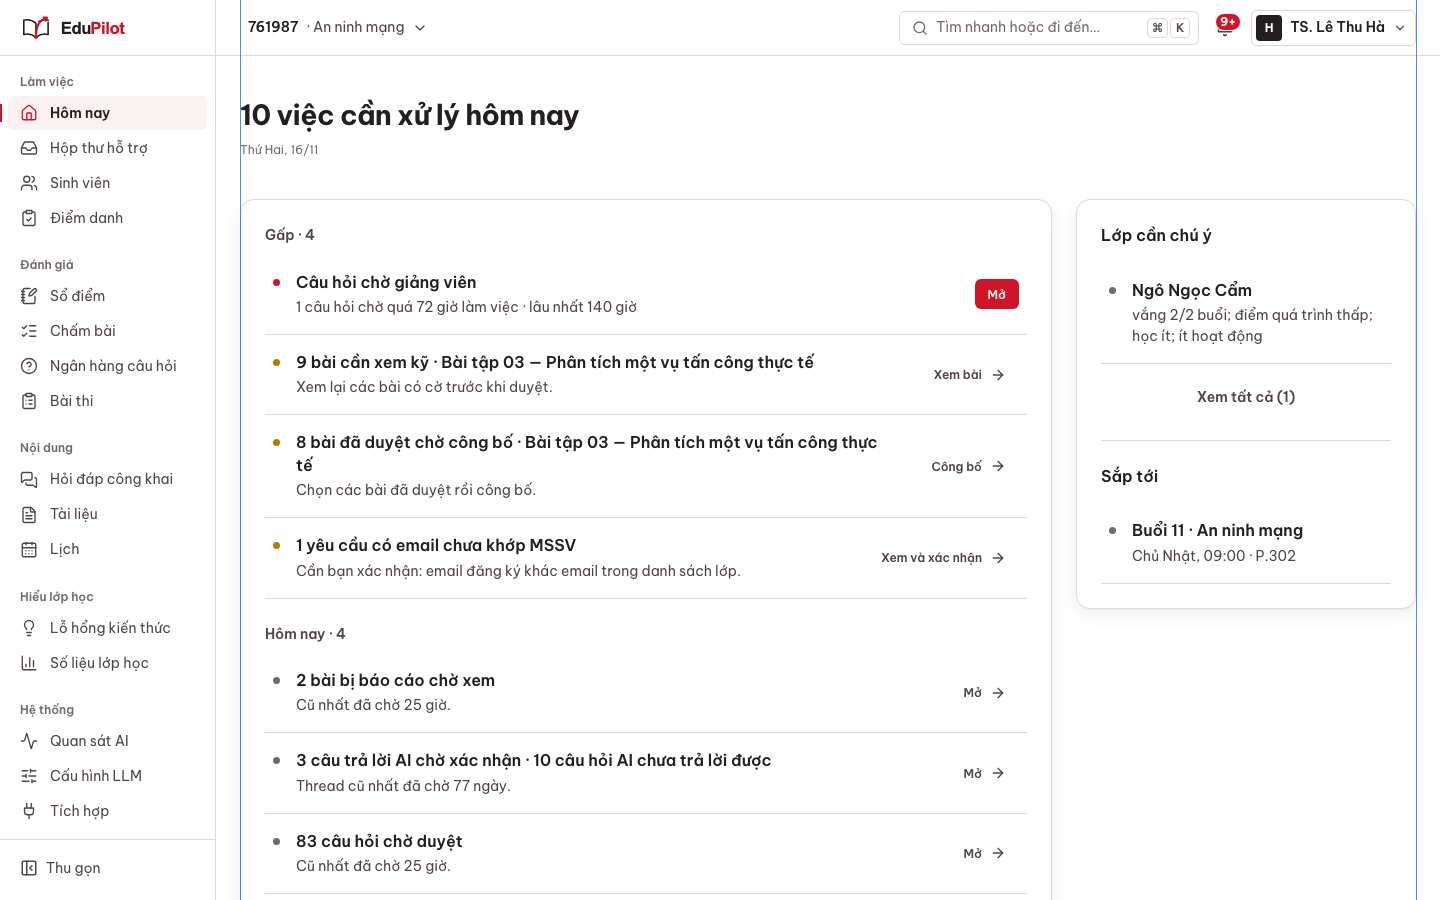 EduPilot
761987 · An ninh mạng
Tìm nhanh hoặc đi đến...
⌘ K
9+
H TS. Lê Thu Hà
Làm việc
Hôm nay
Hộp thư hỗ trợ
Sinh viên
Điểm danh
Đánh giá
Sổ điểm
Chấm bài
Ngân hàng câu hỏi
Bài thi
Nội dung
Hỏi đáp công khai
Tài liệu
Lịch
Hiểu lớp học
Lỗ hổng kiến thức
Số liệu lớp học
Hệ thống
Quan sát AI
Cấu hình LLM
Tích hợp
Thu gọn
10 việc cần xử lý hôm nay
Thứ Hai, 16/11
Gấp · 4
Câu hỏi chờ giảng viên
1 câu hỏi chờ quá 72 giờ làm việc · lâu nhất 140 giờ
Mở
9 bài cần xem kỹ · Bài tập 03 — Phân tích một vụ tấn công thực tế
Xem lại các bài có cờ trước khi duyệt.
Xem bài
8 bài đã duyệt chờ công bố · Bài tập 03 — Phân tích một vụ tấn công thực
tế
Chọn các bài đã duyệt rồi công bố.
Công bố
1 yêu cầu có email chưa khớp MSSV
Cần bạn xác nhận: email đăng ký khác email trong danh sách lớp.
Xem và xác nhận
Hôm nay · 4
2 bài bị báo cáo chờ xem
Cũ nhất đã chờ 25 giờ.
Mở
3 câu trả lời AI chờ xác nhận · 10 câu hỏi AI chưa trả lời được
Thread cũ nhất đã chờ 77 ngày.
Mở
83 câu hỏi chờ duyệt
Cũ nhất đã chờ 25 giờ.
Mở
Lớp cần chú ý
Ngô Ngọc Cẩm
vắng 2/2 buổi; điểm quá trình thấp;
học ít; ít hoạt động
Xem tất cả (1)
Sắp tới
Buổi 11 · An ninh mạng
Chủ Nhật, 09:00 · P.302